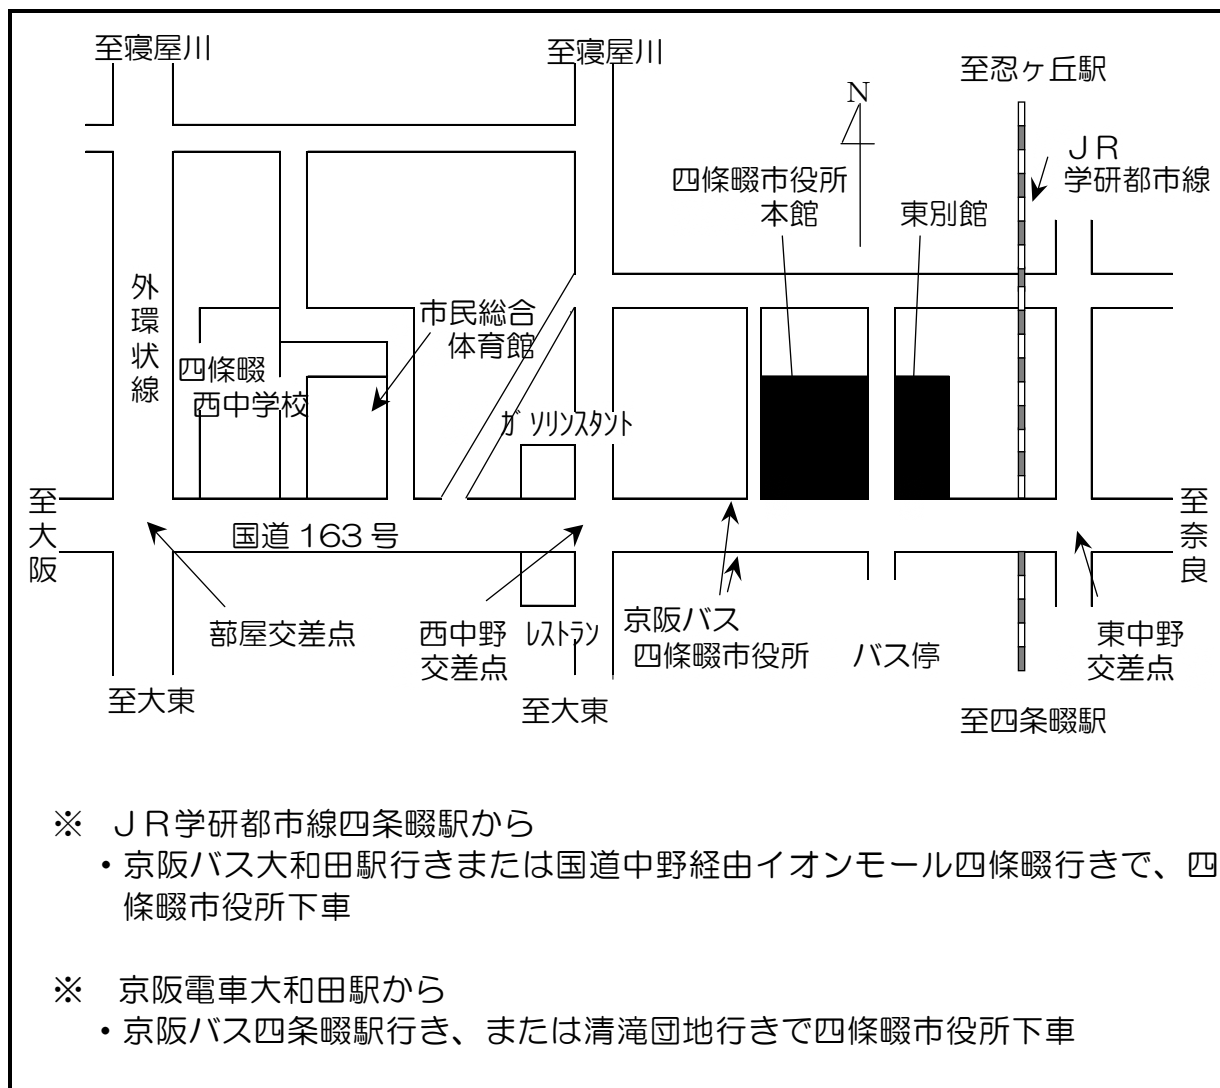 至寝屋川
至寝屋川
至忍ヶ丘駅
N
ＪＲ
学研都市線
四條畷市役所
本館
東別館
外環状線
市民総合
体育館
四條畷
西中学校
ｶﾞｿﾘﾝｽﾀﾝﾄ
至大阪
国道 163 号
至奈良
部屋交差点
西中野
交差点
ﾚｽﾄﾗﾝ
京阪バス
四條畷市役所　バス停
東中野
交差点
至大東
至大東
至四条畷駅
※　ＪＲ学研都市線四条畷駅から
・京阪バス大和田駅行きまたは国道中野経由イオンモール四條畷行きで、四
條畷市役所下車
※　京阪電車大和田駅から
・京阪バス四条畷駅行き、または清滝団地行きで四條畷市役所下車